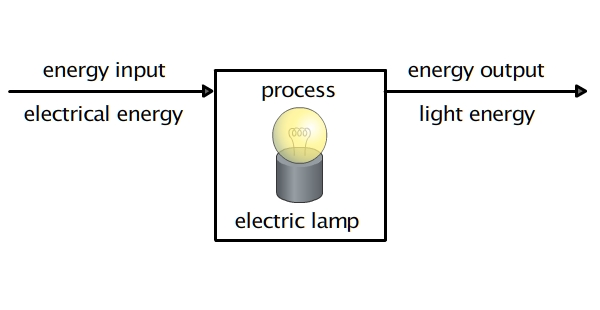 energy input
electrical energy
process
electric lamp
energy output
light energy